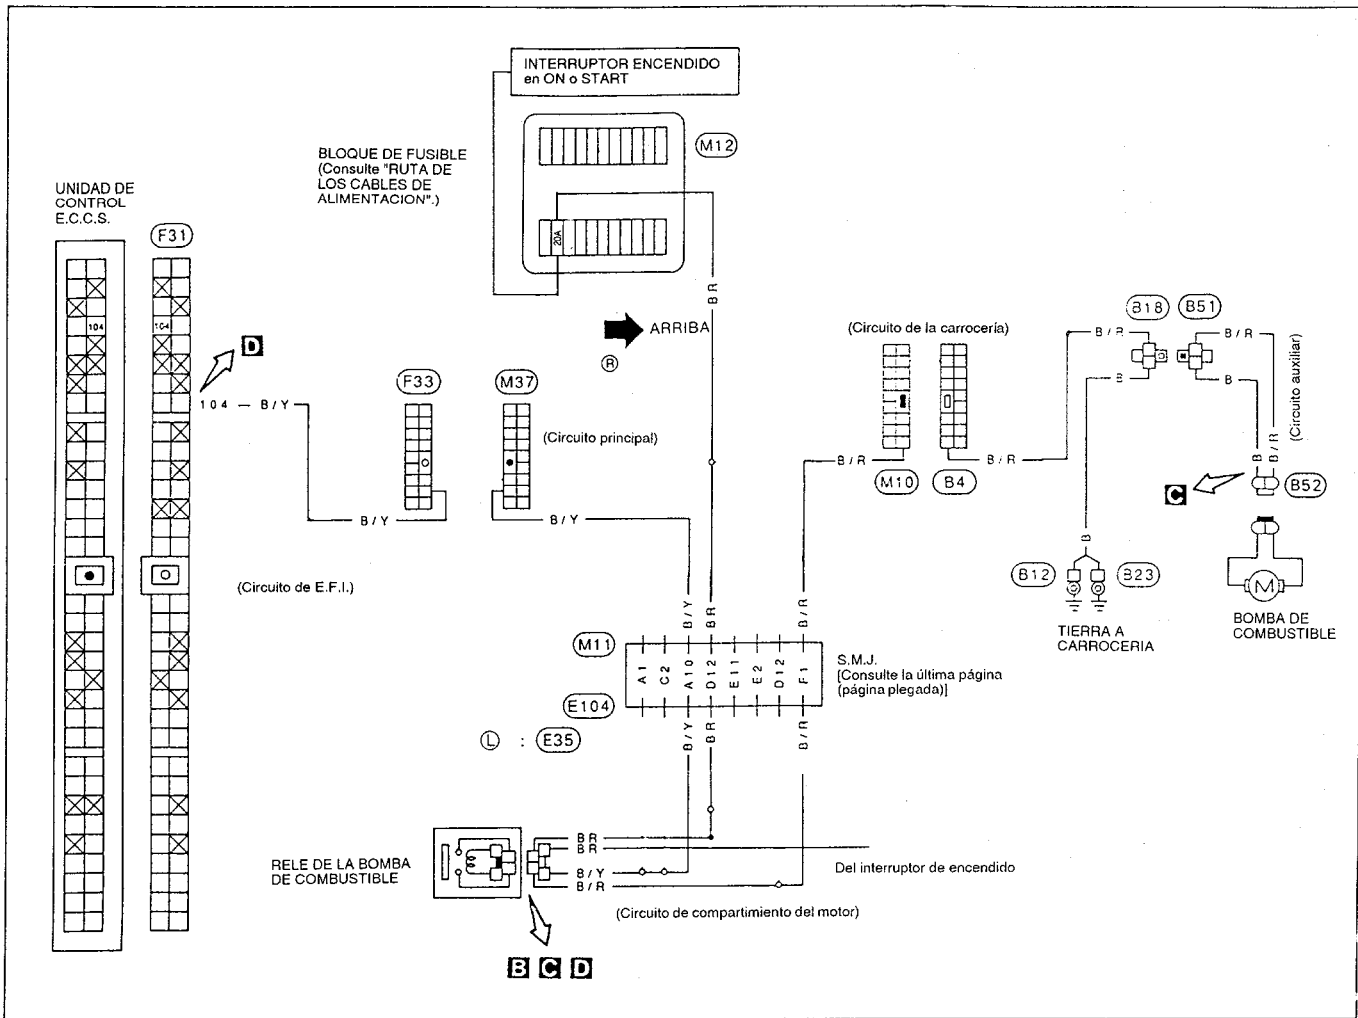 INTERRUPTOR ENCENDIDO
en ON o START
M12
BLOQUE DE FUSIBLE
(Consulte "RUTA DE
LOS CABLES DE
ALIMENTACION".)
20A
UNIDAD DE
CONTROL
E.C.C.S.
F31
104
104
D
104 — B/Y
B R
ARRIBA
R
F33
M37
(Circuito principal)
B/Y
B/Y
(Circuito de la carrocería)
B/R
M10
B4
B/R
B18
B51
B/R
B/R
B
B
(Circuito auxiliar)
B
B/R
C
B52
B
B12
B23
TIERRA A
CARROCERIA
M
BOMBA DE
COMBUSTIBLE
(Circuito de E.F.I.)
B/Y
BR
B/R
M11
A1
C2
A10
D12
E11
E2
D12
F1
S.M.J.
[Consulte la última página
(página plegada)]
E104
B/Y
BR
B/R
L : E35
RELE DE LA BOMBA
DE COMBUSTIBLE
BR
BR
B/Y
B/R
Del interruptor de encendido
(Circuito de compartimiento del motor)
B C D